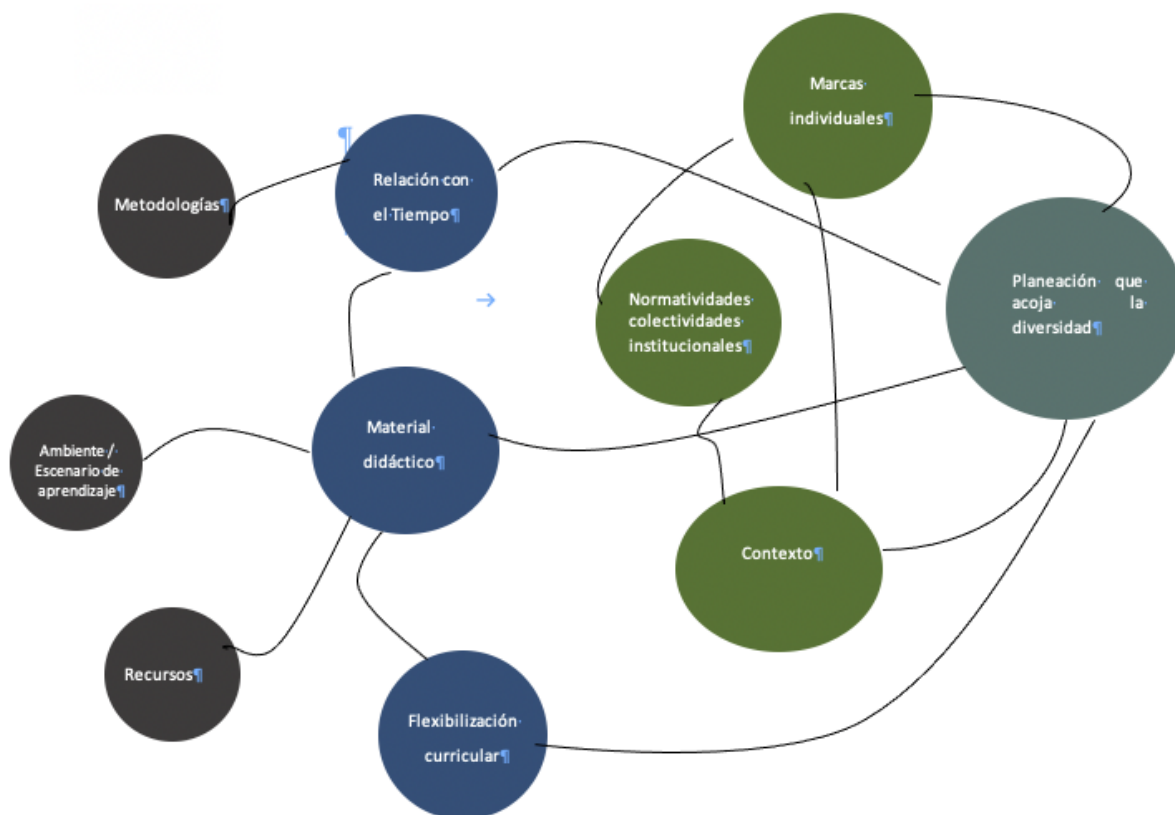 Marcas
individuales
Relación con
el Tiempo
Metodologías
Planeación que
acoja la
diversidad
Normatividades
colectividades
institucionales
Material
didáctico
Ambiente /
Escenario de
aprendizaje
Contexto
Recursos
Flexibilización
curricular